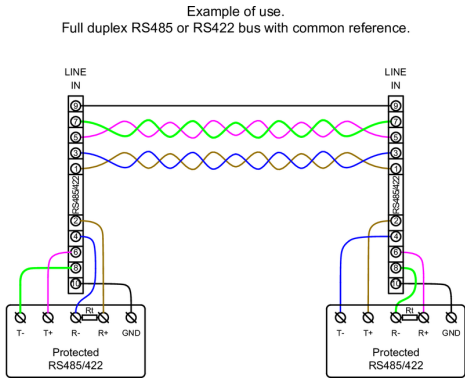 Example of use.
Full duplex RS485 or RS422 bus with common reference.
LINE IN
LINE IN
9
9
7
7
5
5
3
3
1
1
RS485/422
RS485/422
2
2
4
4
6
6
8
8
10
10
Rt
Rt
T- T+ R- R+ GND
T- T+ R- R+ GND
Protected
RS485/422
Protected
RS485/422